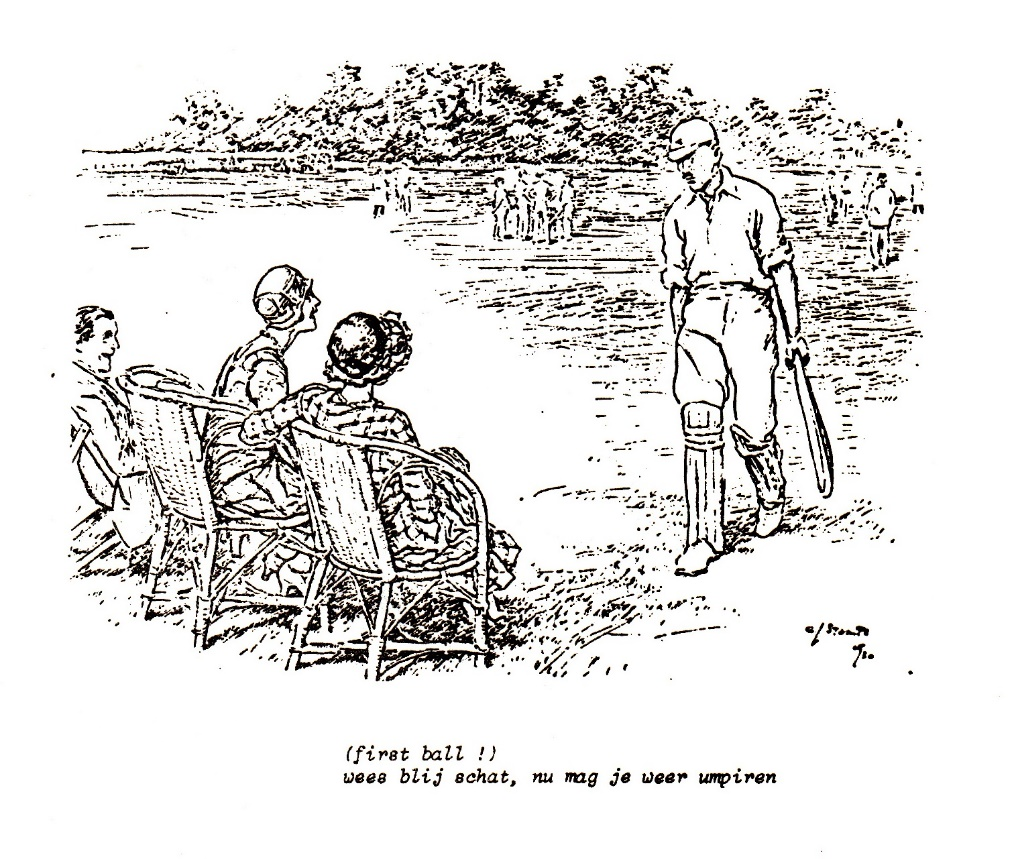 (first ball !)
wees blij schat, nu mag je weer umpiren